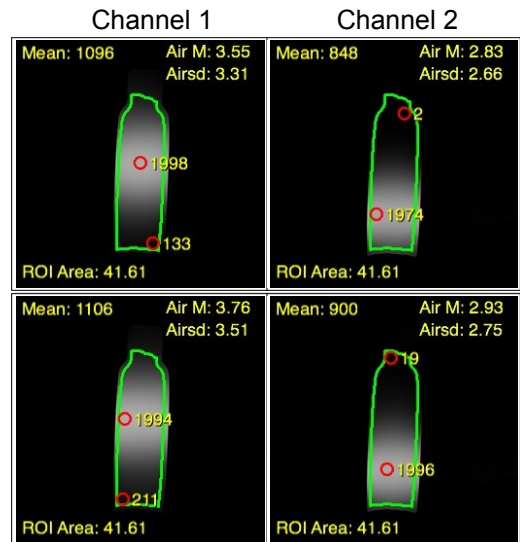 Channel 1
Channel 2
Mean: 1096
Air M: 3.55
Airsd: 3.31
1998
133
ROI Area: 41.61
Mean: 848
Air M: 2.83
Airsd: 2.66
2
1974
ROI Area: 41.61
Mean: 1106
Air M: 3.76
Airsd: 3.51
1994
211
ROI Area: 41.61
Mean: 900
Air M: 2.93
Airsd: 2.75
19
1996
ROI Area: 41.61